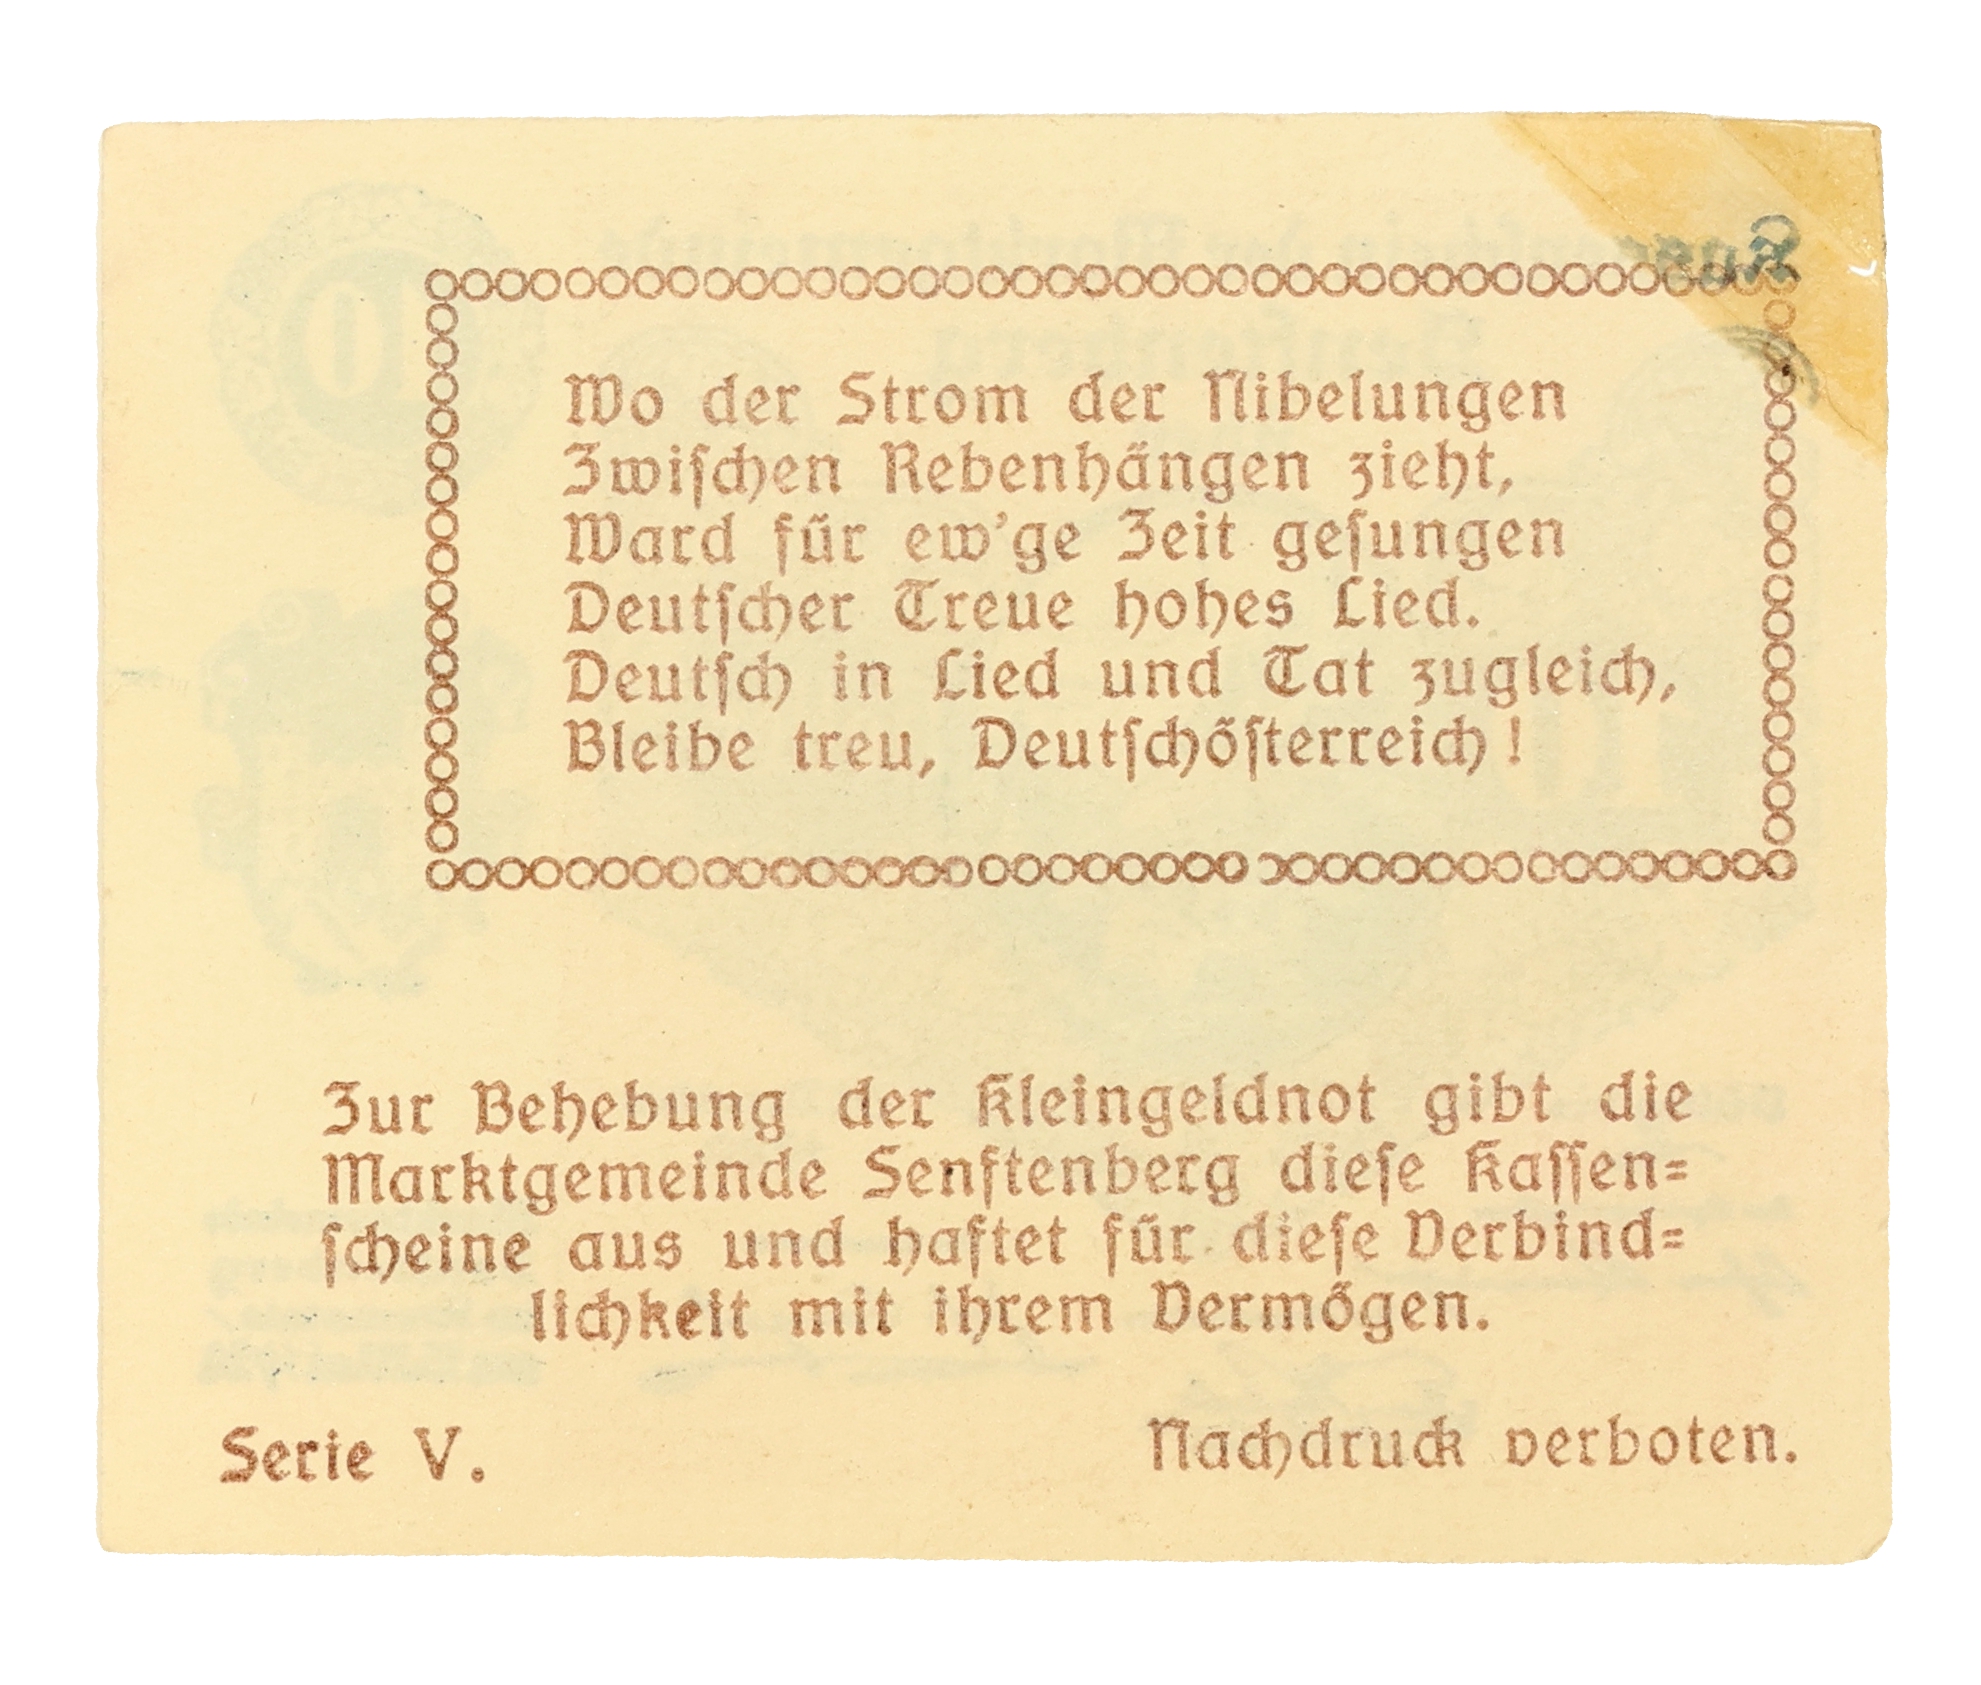 Wo der Strom der Nibelungen
Zwiſchen Rebenhängen zieht,
Ward für ew'ge Zeit geſungen
Deutſcher Treue hohes Lied.
Deutſch in Lied und Tat zugleich,
Bleibe treu, Deutſchöſterreich!
Zur Behebung der Kleingeldnot gibt die
Marktgemeinde Senftenberg dieſe Kaſſen=
ſcheine aus und haftet für dieſe Verbind=
lichkeit mit ihrem Vermögen.
Serie V.
Nachdruck verboten.